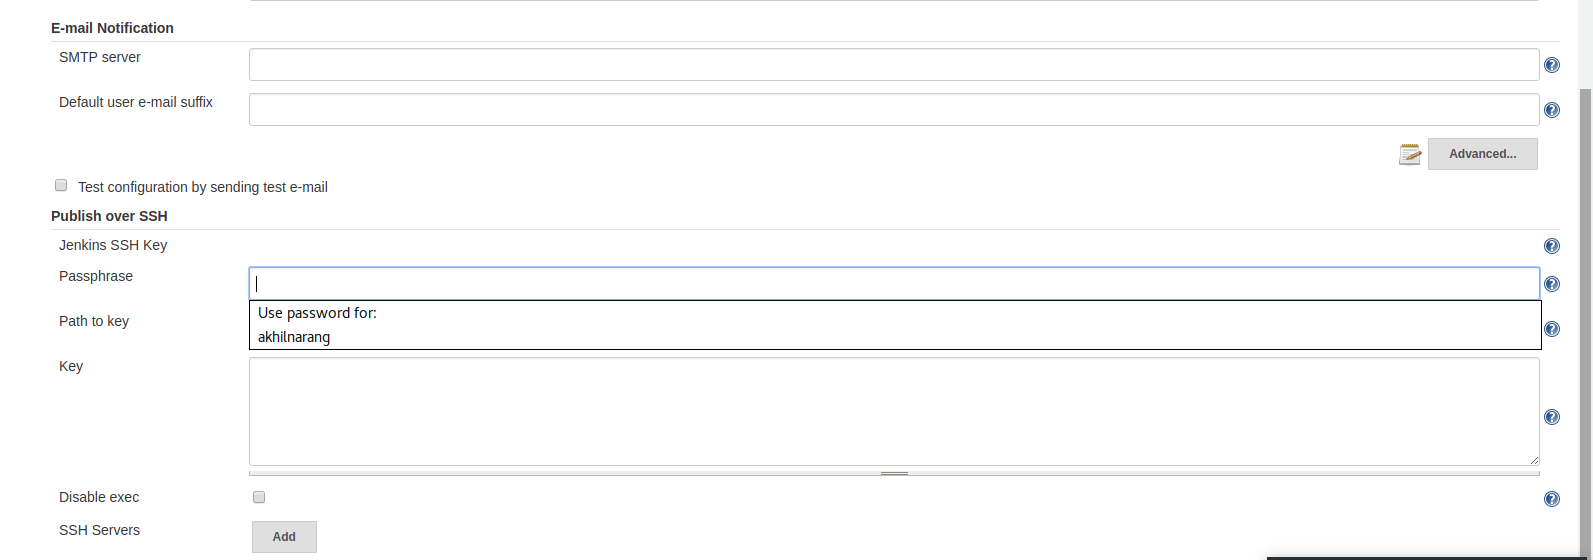 E-mail Notification
SMTP server
Default user e-mail suffix
Advanced...
Test configuration by sending test e-mail
Publish over SSH
Jenkins SSH Key
Passphrase
Use password for:
akhilnarang
Path to key
Key
Disable exec
SSH Servers
Add